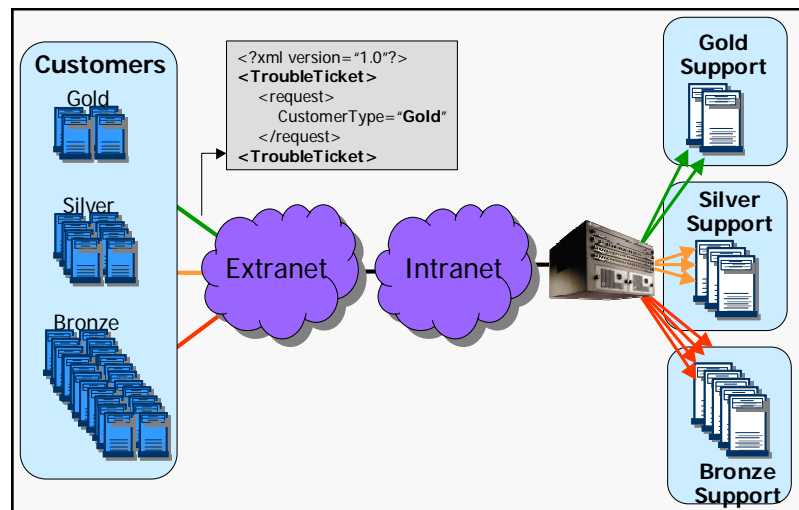 Customers
Gold
Silver
Bronze
<?xml version=“1.0”?>
<TroubleTicket>
<request>
CustomerType=“Gold”
</request>
<TroubleTicket>
Extranet
Intranet
Gold
Support
Silver
Support
Bronze
Support